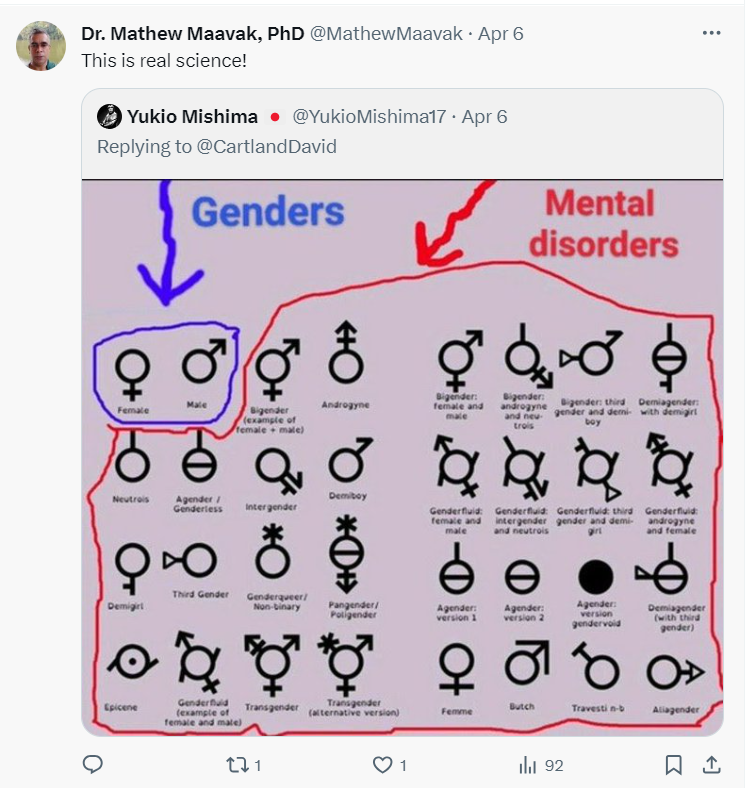 Dr. Mathew Maavak, PhD @MathewMaavak · Apr 6
This is real science!
Yukio Mishima @YukioMishima17 · Apr 6
Replying to @CartlandDavid
Genders
Mental
disorders
Female
Male
Bigender
(example of
female + male)
Androgyne
Bigender:
female and
male
Bigender:
androgyne
and neu-
trois
Bigender: third
gender and demi-
boy
Demiagender:
with demigirl
Neutrois
Agender /
Genderless
Intergender
Demiboy
Genderfluid:
female and
male
Genderfluid:
intergender
and neutrois
Genderfluid: third
gender and demi-
girl
Genderfluid:
androgyne
and female
Demigirl
Third Gender
Genderqueer/
Non-binary
Pangender/
Poligender
Agender:
version 1
Agender:
version 2
Agender:
version
gendervoid
Demiagender
(with third
gender)
Epicene
Genderfluid
(example of
female and male)
Transgender
Transgender
(alternative version)
Femme
Butch
Travesti n-b
Aliagender
1
1
92